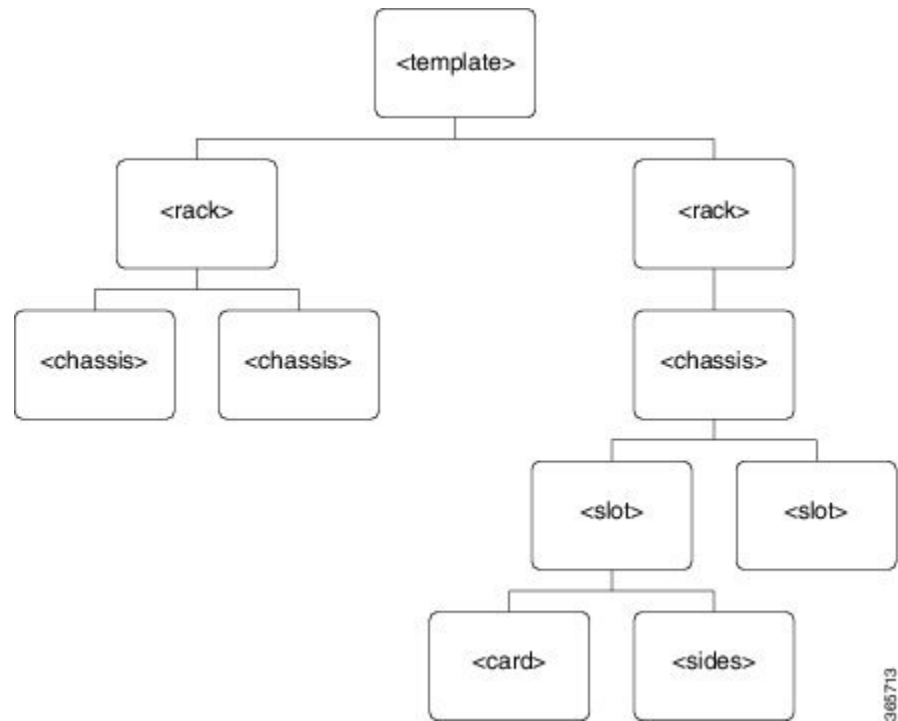 <template>
<rack>
<rack>
<chassis>
<chassis>
<chassis>
<slot>
<slot>
<card>
<sides>
365713